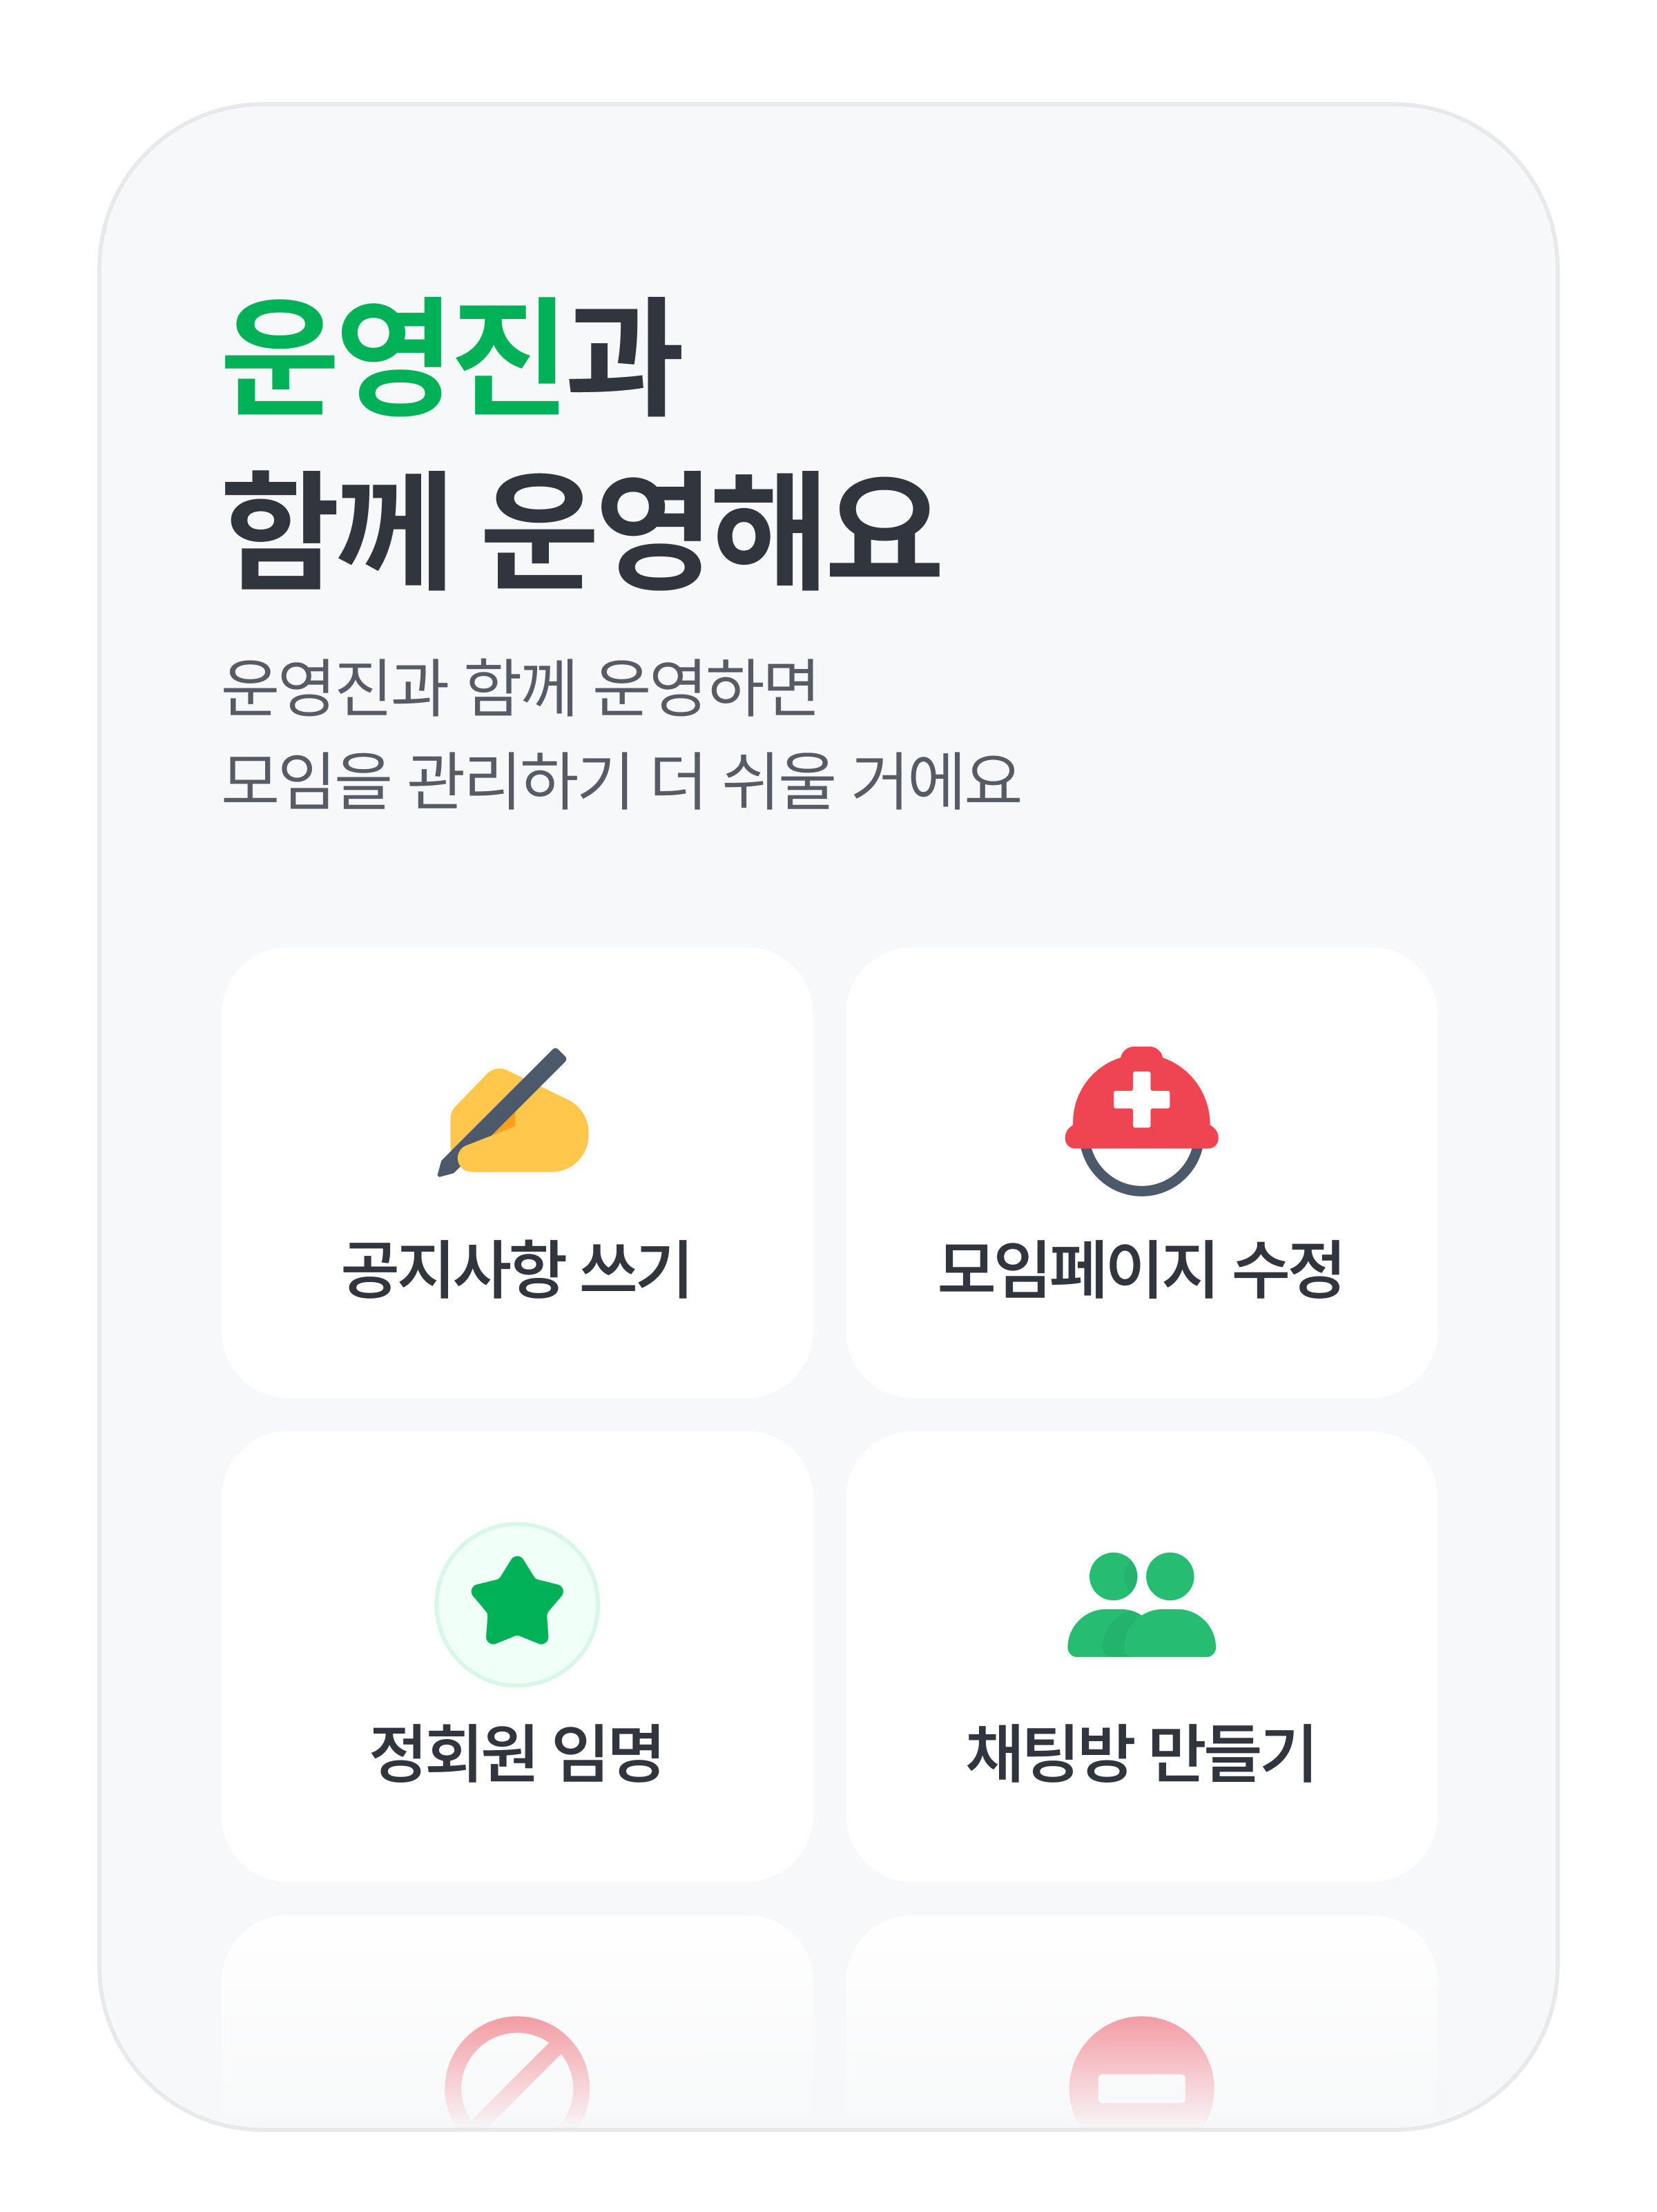 운영진과
함께 운영해요
운영진과 함께 운영하면
모임을 관리하기 더 쉬울 거에요
공지사항 쓰기
모임페이지 수정
정회원 임명
채팅방 만들기